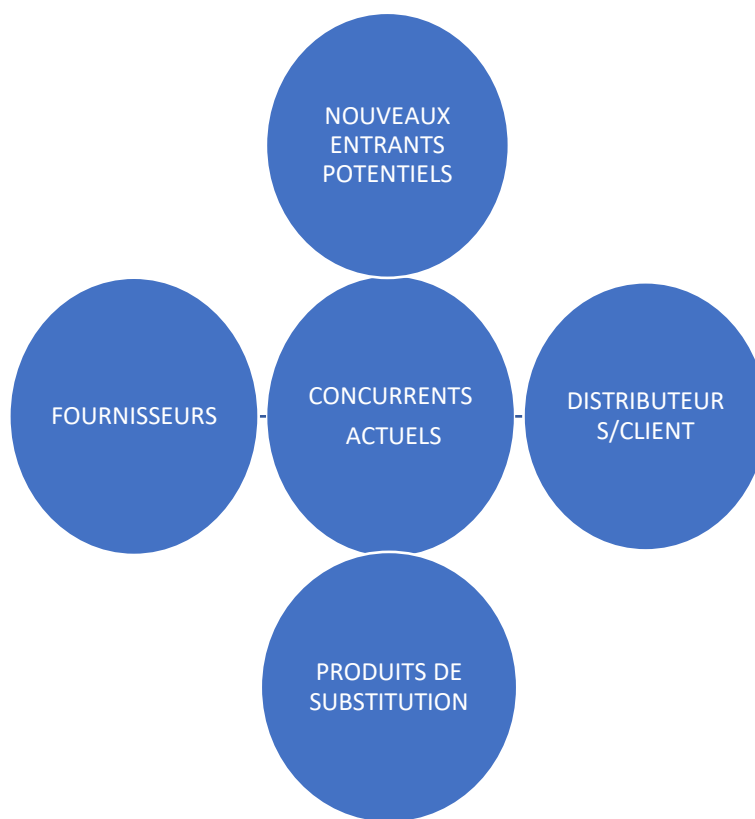 NOUVEAUX
ENTRANTS
POTENTIELS
FOURNISSEURS
CONCURRENTS
ACTUELS
DISTRIBUTEUR
S/CLIENT
PRODUITS DE
SUBSTITUTION